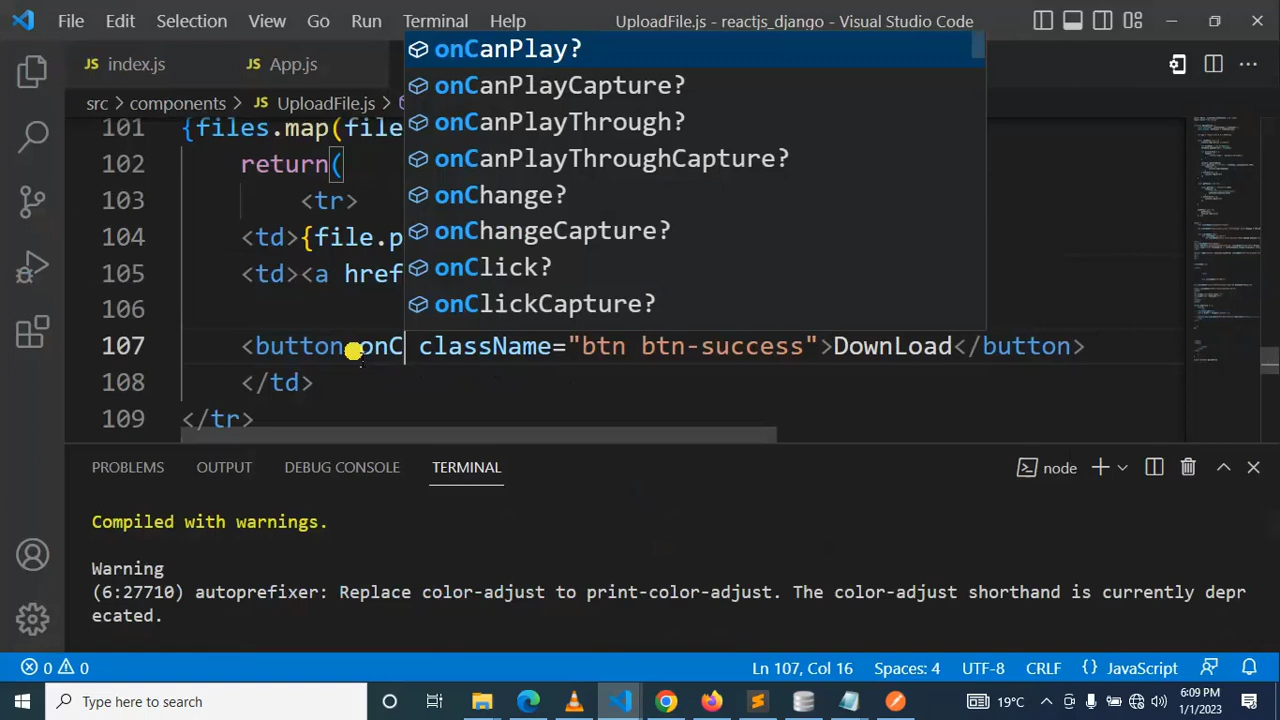 File Edit Selection View Go Run Terminal Help UploadFile.js - reactjs_django - Visual Studio Code
JS index.js JS App.js
src > components > JS UploadFile.js >
onCanPlay?
onCanPlayCapture?
onCanPlayThrough?
onCanPlayThroughCapture?
onChange?
onChangeCapture?
onClick?
onClickCapture?
101 {files.map(file
102 return(
103 <tr>
104 <td>{file.p
105 <td><a href
106
107 <button onC className="btn btn-success">DownLoad</button>
108 </td>
109 </tr>
PROBLEMS OUTPUT DEBUG CONSOLE TERMINAL node
Compiled with warnings.
Warning
(6:27710) autoprefixer: Replace color-adjust to print-color-adjust. The color-adjust shorthand is currently depr
ecated.
0 0 Ln 107, Col 16 Spaces: 4 UTF-8 CRLF {} JavaScript
Type here to search 19°C 6:09 PM
1/1/2023